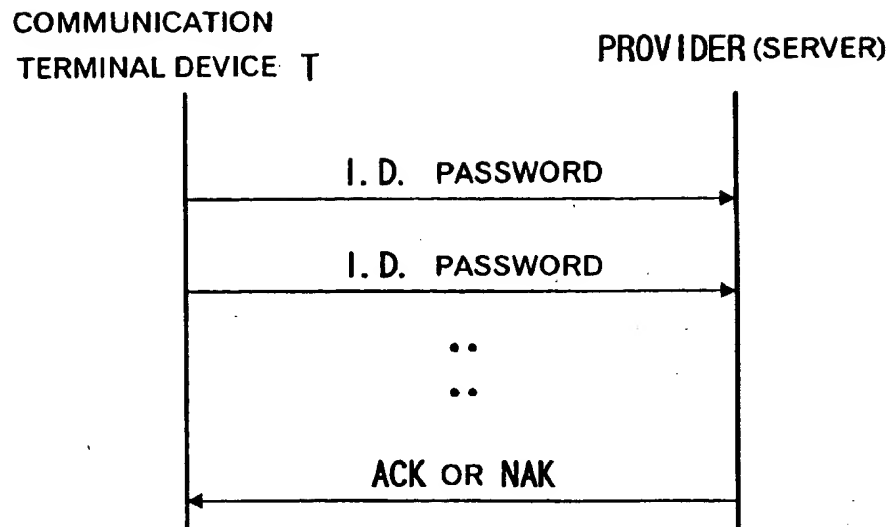 COMMUNICATION
TERMINAL DEVICE T
PROVIDER (SERVER)
I. D. PASSWORD
I. D. PASSWORD
ACK OR NAK